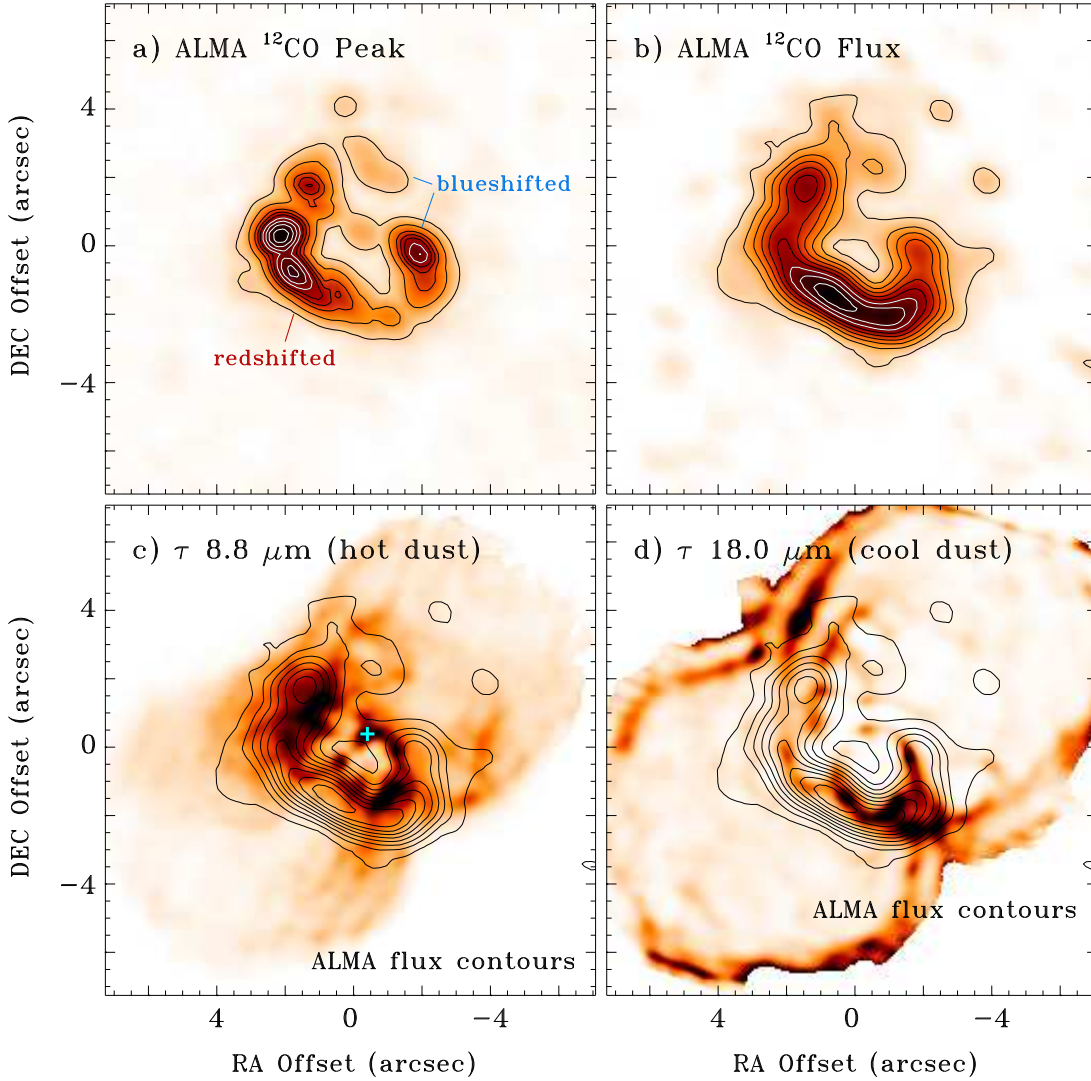 a) ALMA ¹²CO Peak
b) ALMA ¹²CO Flux
DEC Offset (arcsec)
4
0
−4
blueshifted
redshifted
c) τ 8.8 μm (hot dust)
d) τ 18.0 μm (cool dust)
DEC Offset (arcsec)
4
0
−4
ALMA flux contours
ALMA flux contours
4 0 −4
4 0 −4
RA Offset (arcsec)
RA Offset (arcsec)